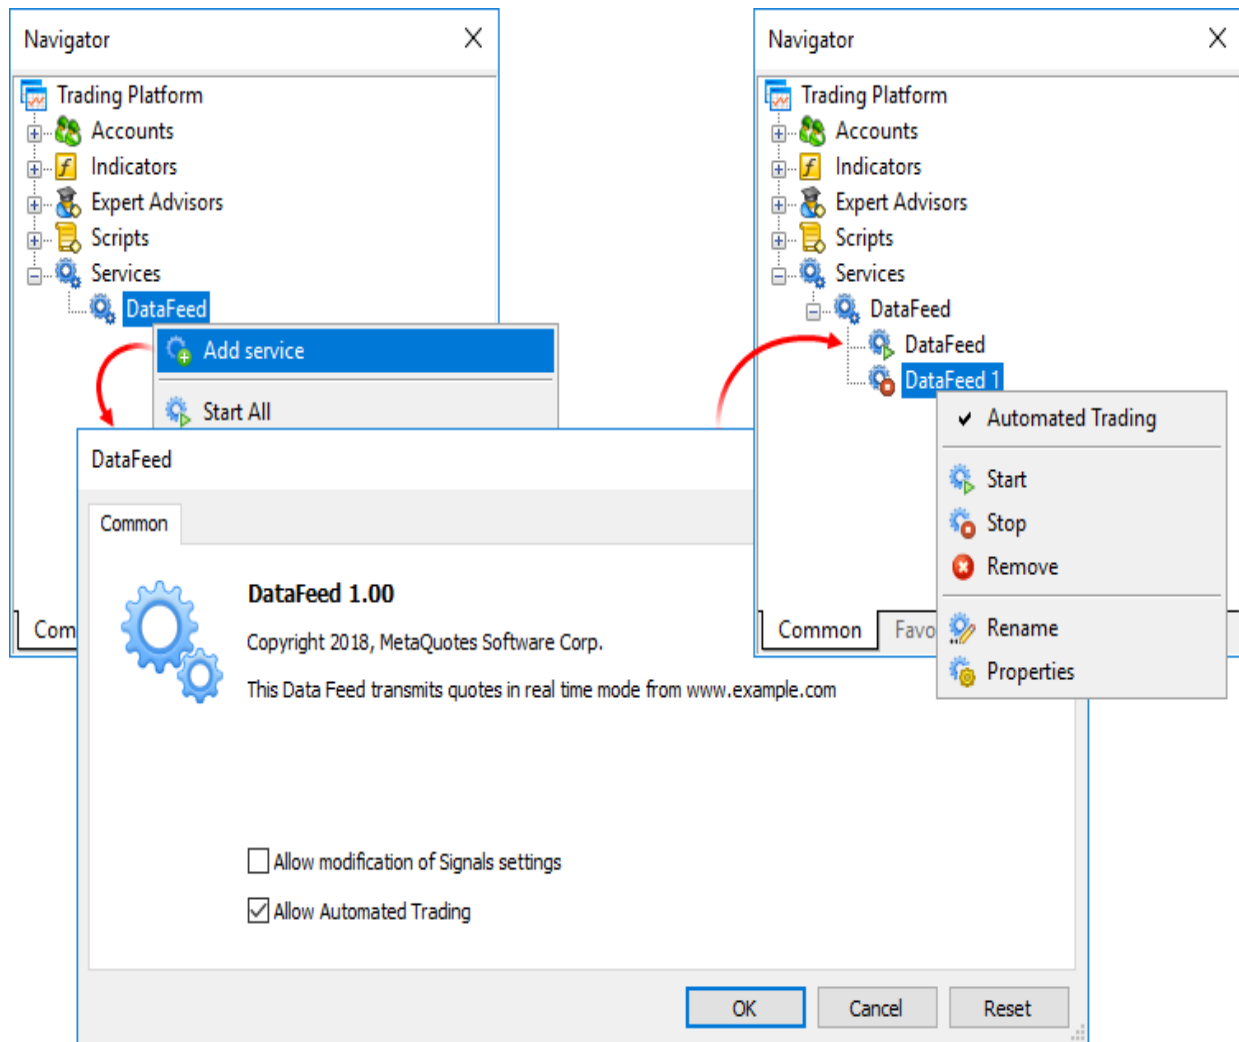 Navigator
Trading Platform
Accounts
Indicators
Expert Advisors
Scripts
Services
DataFeed
Add service
Start All
DataFeed
Common
DataFeed 1.00
Copyright 2018, MetaQuotes Software Corp.
This Data Feed transmits quotes in real time mode from www.example.com
Allow modification of Signals settings
Allow Automated Trading
OK
Cancel
Reset
Com
Navigator
Trading Platform
Accounts
Indicators
Expert Advisors
Scripts
Services
DataFeed
DataFeed
DataFeed 1
Automated Trading
Start
Stop
Remove
Rename
Properties
Common
Favo